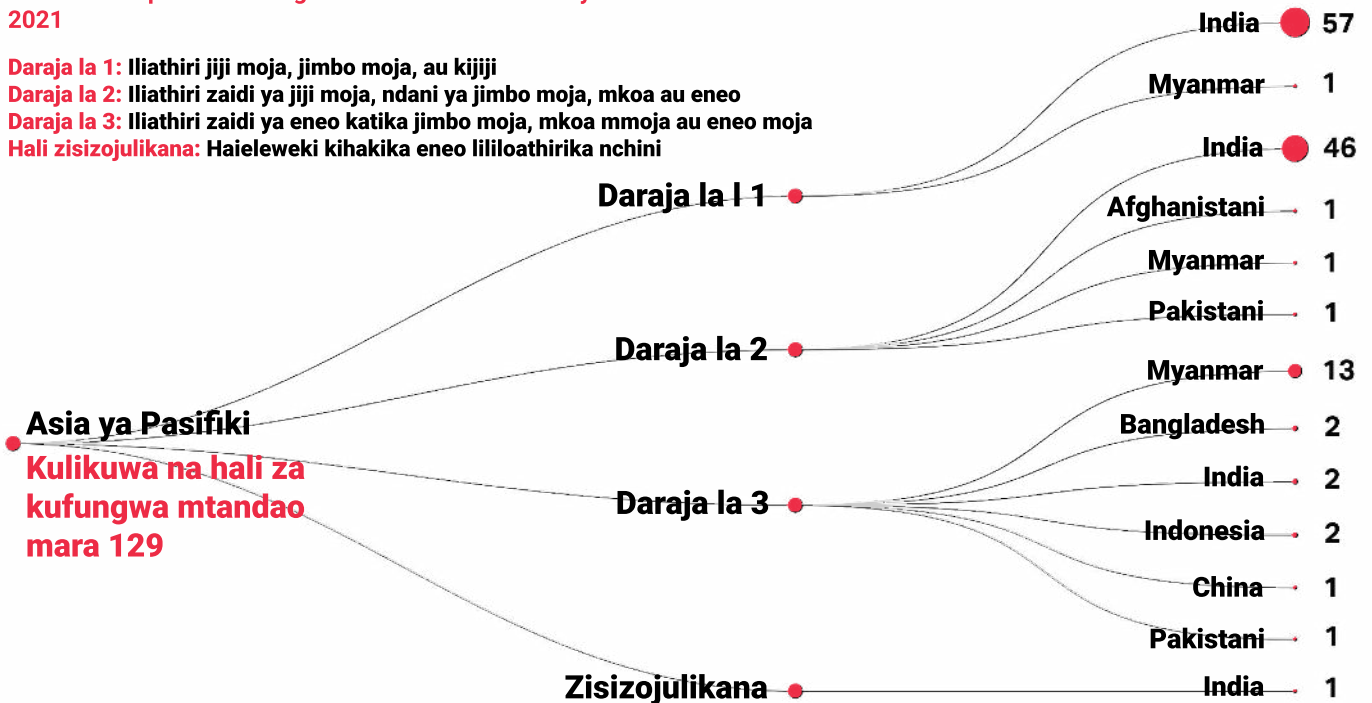 2021
Daraja la 1: Iliathiri jiji moja, jimbo moja, au kijiji
Daraja la 2: Iliathiri zaidi ya jiji moja, ndani ya jimbo moja, mkoa au eneo
Daraja la 3: Iliathiri zaidi ya eneo katika jimbo moja, mkoa mmoja au eneo moja
Hali zisizojulikana: Haieleweki kihakika eneo lililoathirika nchini
Asia ya Pasifiki
Kulikuwa na hali za
kufungwa mtandao
mara 129
Daraja la l 1
India 57
Myanmar 1
Daraja la 2
India 46
Afghanistani 1
Myanmar 1
Pakistani 1
Daraja la 3
Myanmar 13
Bangladesh 2
India 2
Indonesia 2
China 1
Pakistani 1
Zisizojulikana
India 1